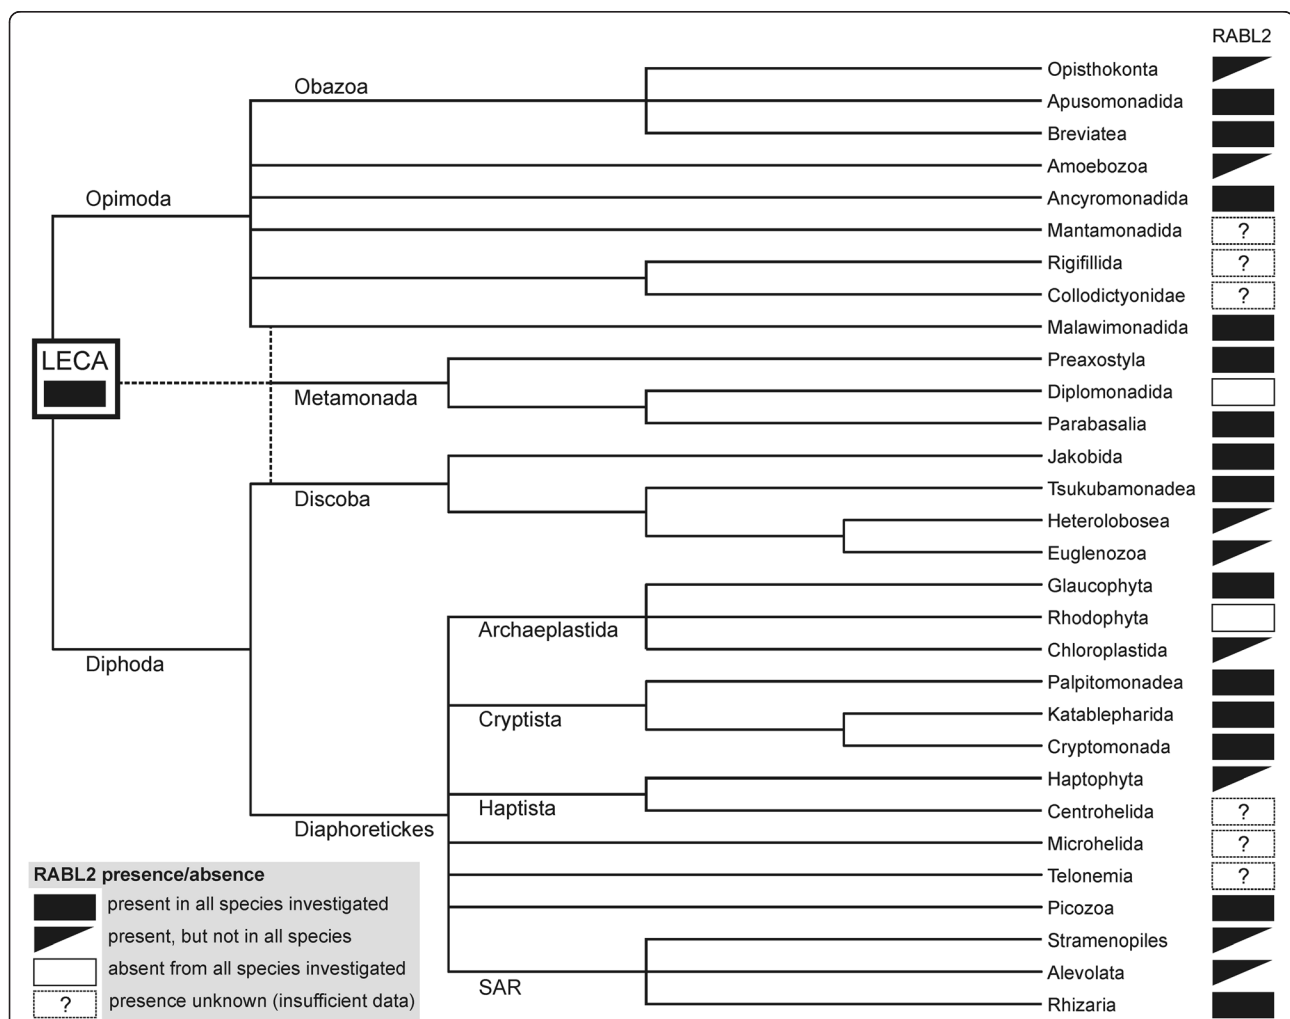 RABL2
Opisthokonta
Obazoa
Apusomonadida
Breviatea
Amoebozoa
Opimoda
Ancyromonadida
Mantamonadida
?
Rigifillida
?
Collodictyonidae
?
Malawimonadida
LECA
Preaxostyla
Metamonada
Diplomonadida
Parabasalia
Jakobida
Discoba
Tsukubamonadea
Heterolobosea
Euglenozoa
Glaucophyta
Archaeplastida
Rhodophyta
Chloroplastida
Diphoda
Palpitomonadea
Cryptista
Katablepharida
Cryptomonada
Haptophyta
Haptista
Centrohelida
?
Diaphoretickes
Microhelida
?
Telonemia
?
Picozoa
Stramenopiles
SAR
Alevolata
Rhizaria
RABL2 presence/absence
present in all species investigated
present, but not in all species
absent from all species investigated
? presence unknown (insufficient data)